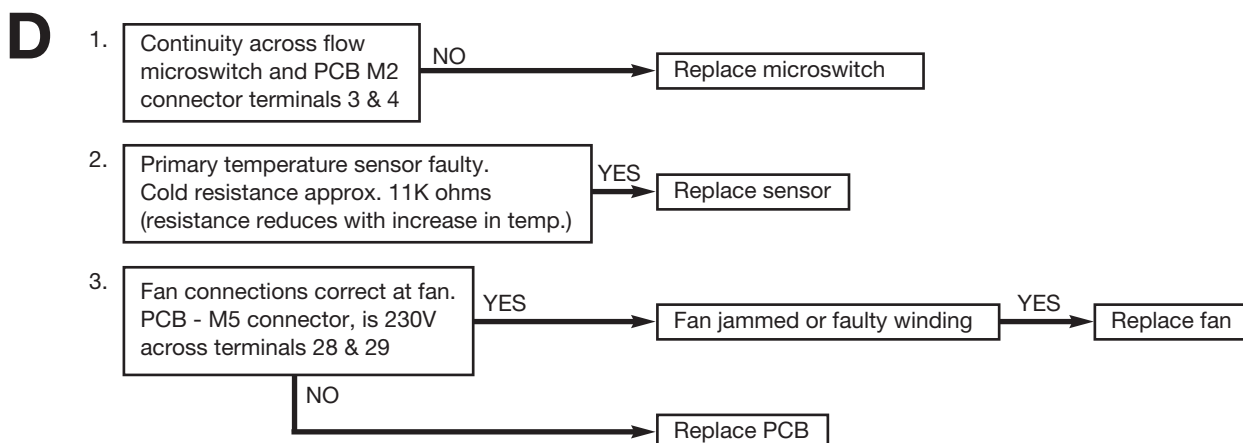 D
1.
Continuity across flow
microswitch and PCB M2
connector terminals 3 & 4
NO
Replace microswitch
2.
Primary temperature sensor faulty.
Cold resistance approx. 11K ohms
(resistance reduces with increase in temp.)
YES
Replace sensor
3.
Fan connections correct at fan.
PCB - M5 connector, is 230V
across terminals 28 & 29
YES
Fan jammed or faulty winding
YES
Replace fan
NO
Replace PCB